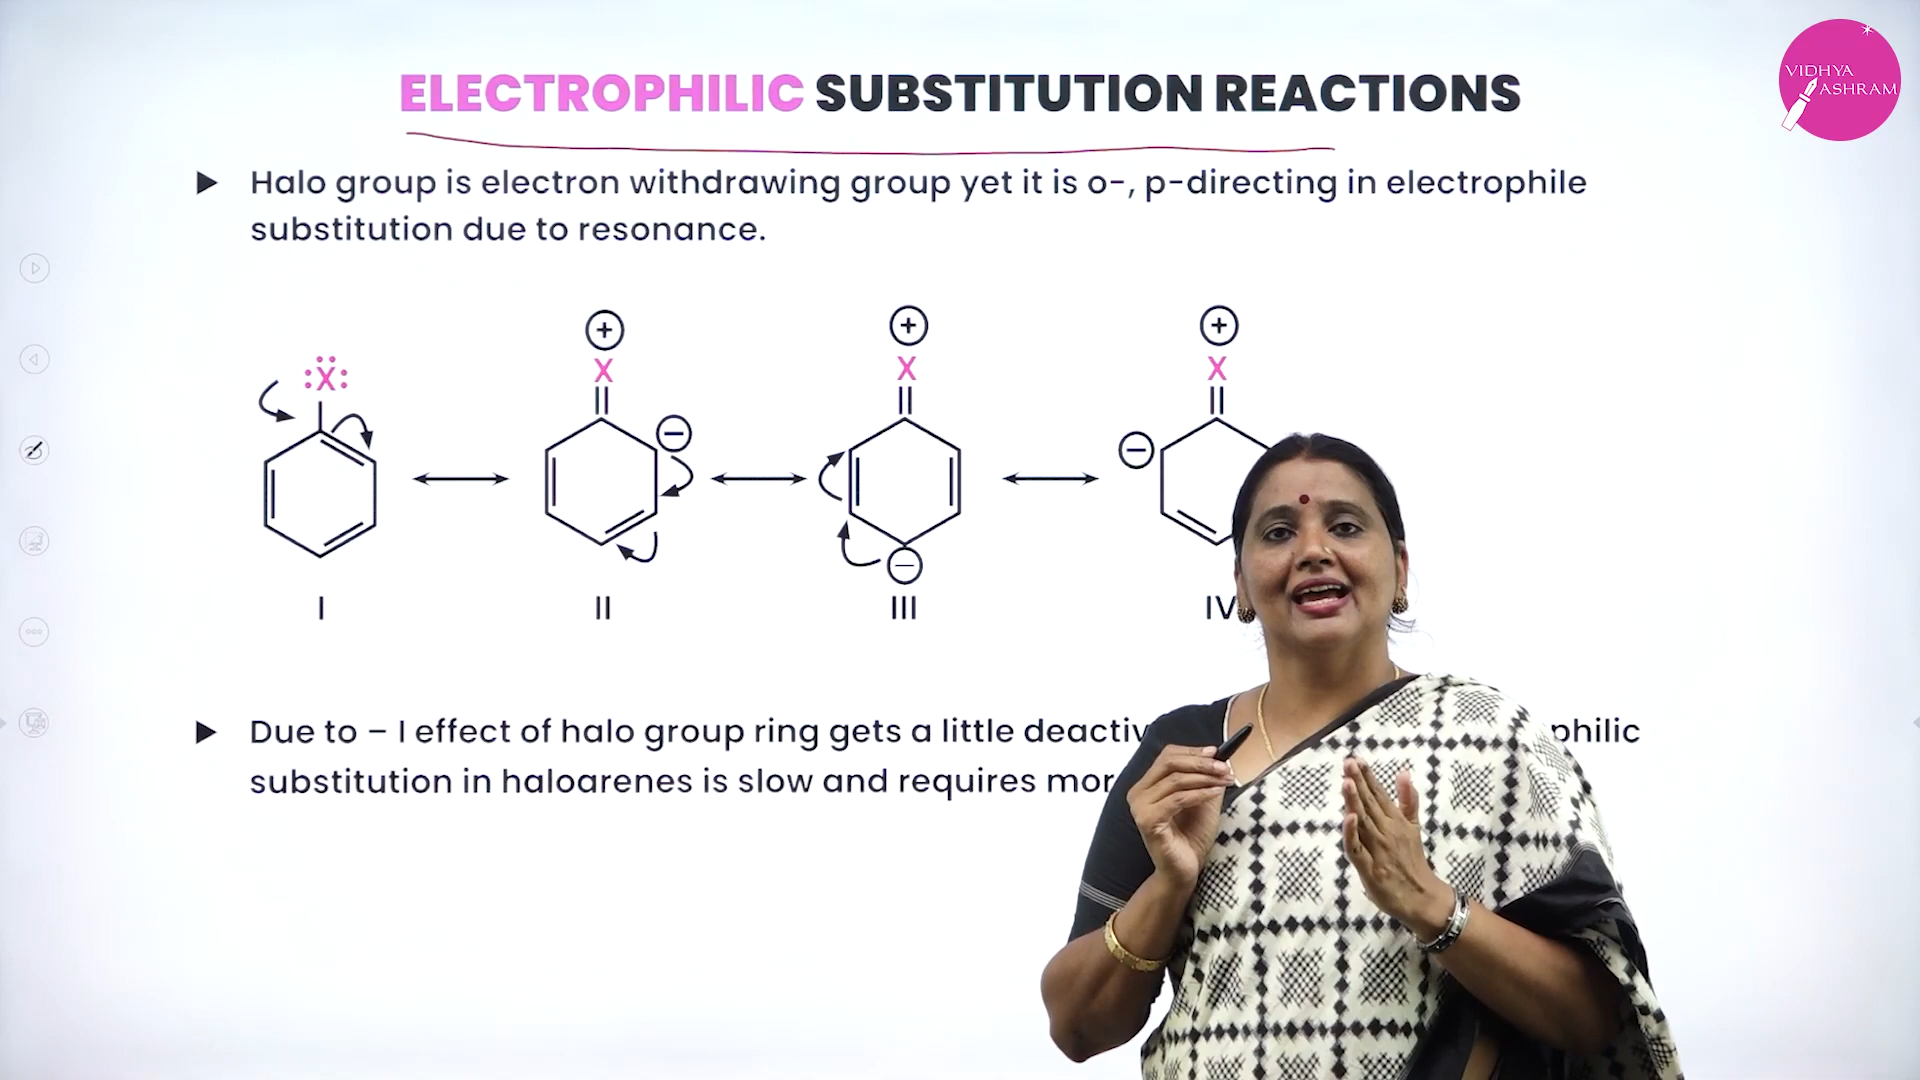 VIDHYA
ASHRAM
ELECTROPHILIC SUBSTITUTION REACTIONS
Halo group is electron withdrawing group yet it is o-, p-directing in electrophile
substitution due to resonance.
:Ẍ:
+
X
−
+
X
−
+
X
−
I
II
III
IV
Due to – I effect of halo group ring gets a little philic
substitution in haloarenes is slow and requires